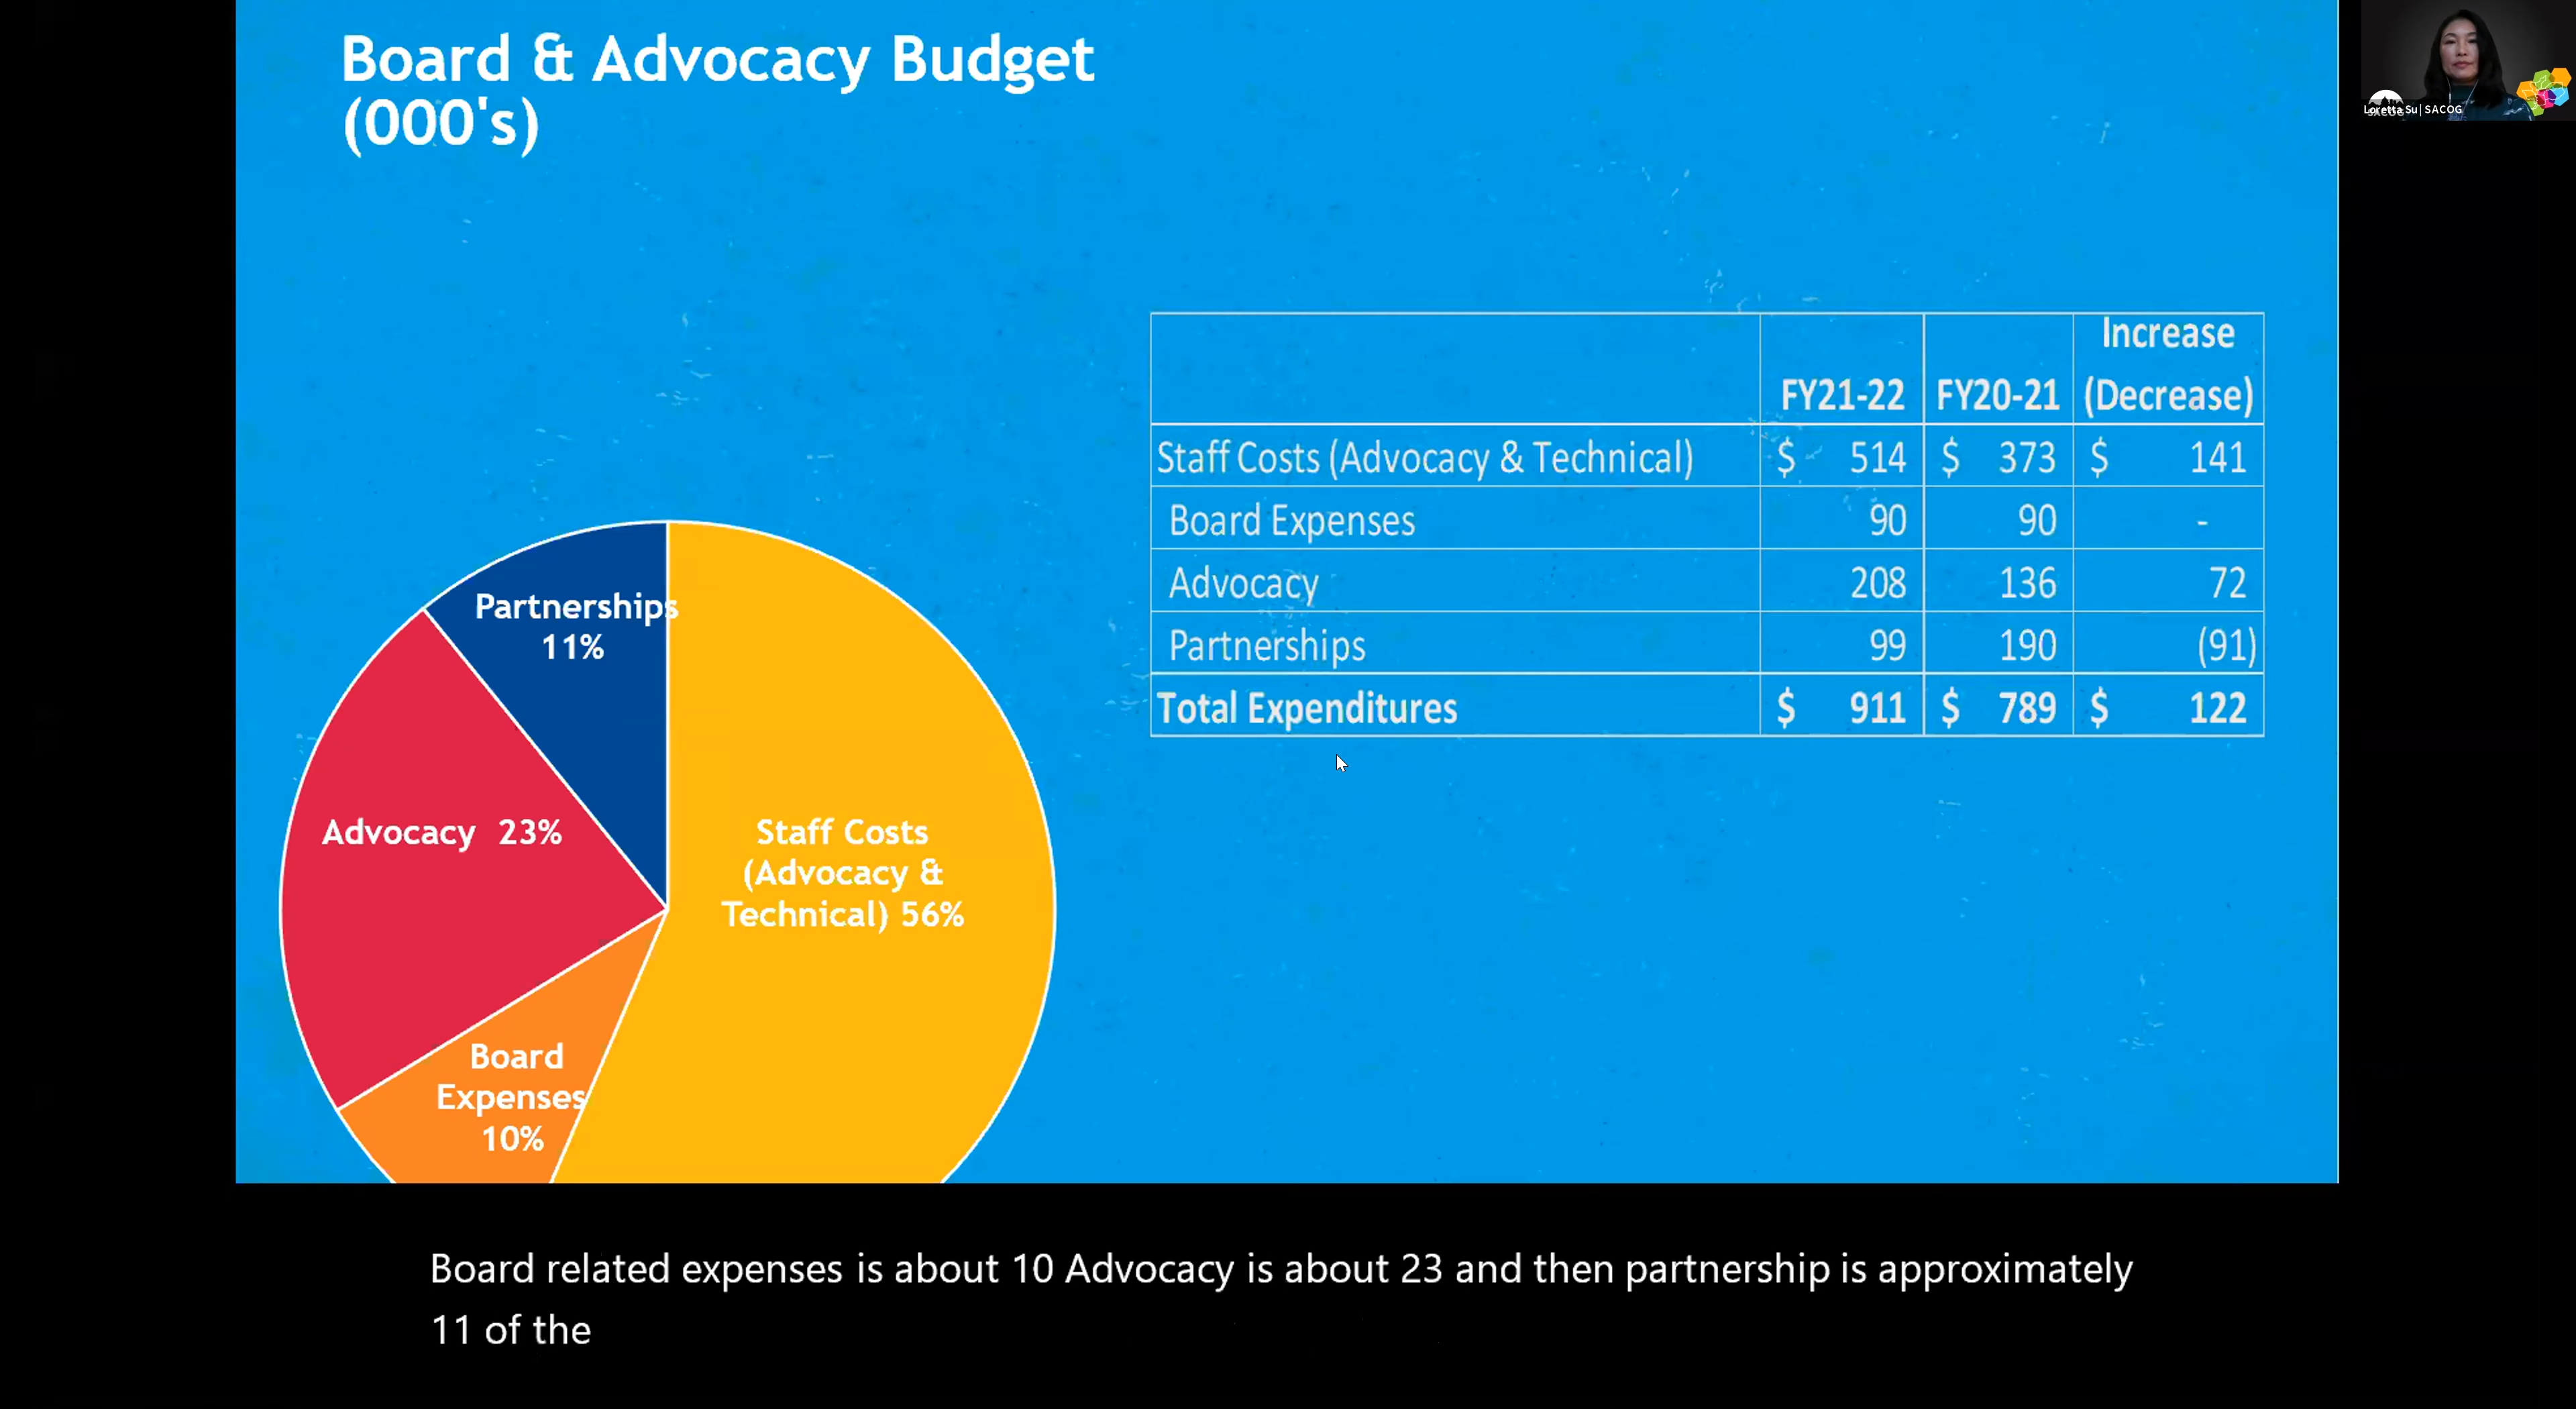 Board & Advocacy Budget
(000's)
Loretta Su | SACOG
Increase
FY21-22 FY20-21 (Decrease)
Staff Costs (Advocacy & Technical) $ 514 $ 373 $ 141
Board Expenses 90 90 -
Advocacy 208 136 72
Partnerships 99 190 (91)
Total Expenditures $ 911 $ 789 $ 122
Partnerships
11%
Advocacy 23%
Staff Costs
(Advocacy &
Technical) 56%
Board
Expenses
10%
Board related expenses is about 10 Advocacy is about 23 and then partnership is approximately
11 of the